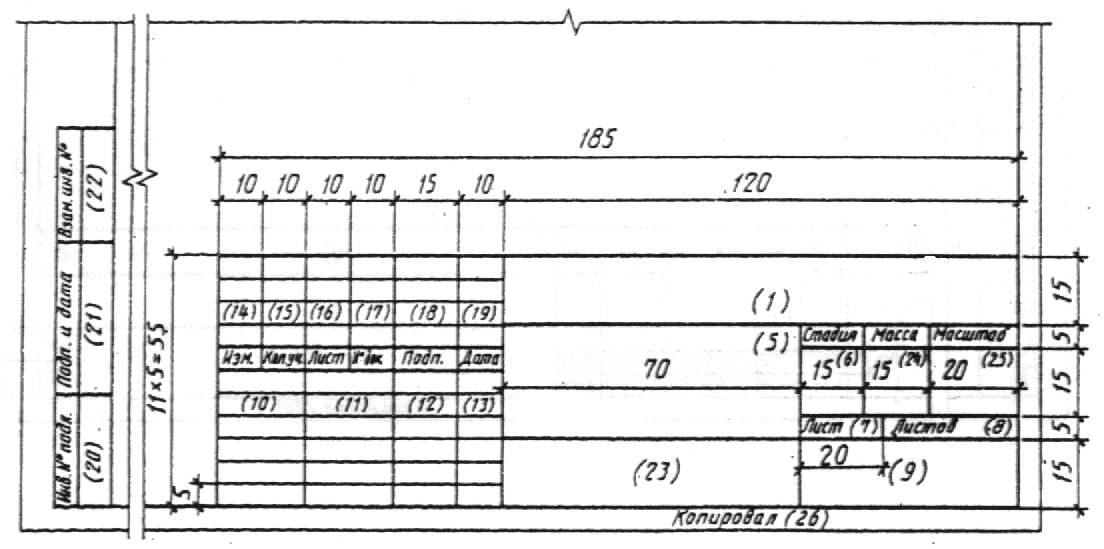 185
10 10 10 10 15 10 120
(1)
15
(14) (15) (16) (17) (18) (19)
(5) Стадия Масса Масштаб
5
Изм. Кол.уч. Лист № док. Подп. Дата
70 15 (6) 15 (24) 20 (25)
15
(10) (11) (12) (13)
Лист (7) Листов (8)
5
20
(23) (9)
15
11×5=55
5
Копировал (26)
Взам. инв. №
(22)
Подп. и дата
(21)
Инв. № подл.
(20)